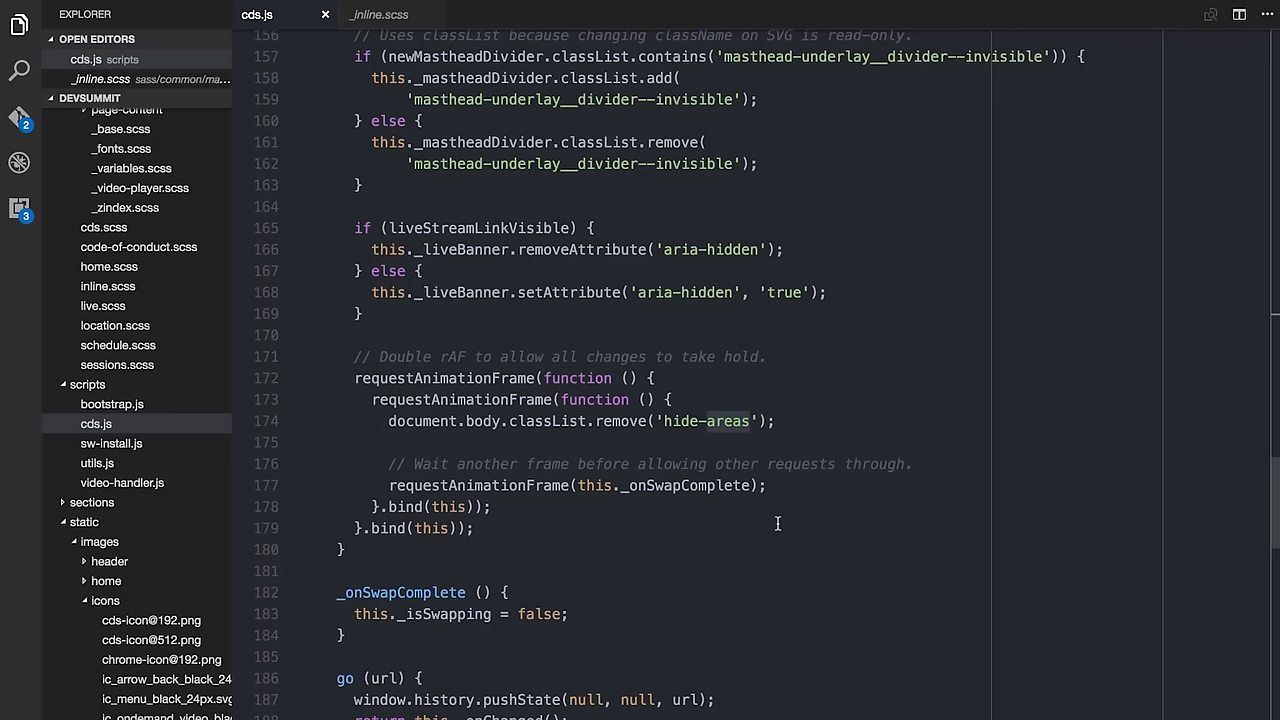 EXPLORER
OPEN EDITORS
cds.js scripts
_inline.scss sass/common/ma...
DEVSUMMIT
page-content
_base.scss
_fonts.scss
_variables.scss
_video-player.scss
_zindex.scss
cds.scss
code-of-conduct.scss
home.scss
inline.scss
live.scss
location.scss
schedule.scss
sessions.scss
scripts
bootstrap.js
cds.js
sw-install.js
utils.js
video-handler.js
sections
static
images
header
home
icons
cds-icon@192.png
cds-icon@512.png
chrome-icon@192.png
ic_arrow_back_black_24
ic_menu_black_24px.svg
ic_ondemand_video_bla
2
3
cds.js
_inline.scss
156 // Uses classList because changing className on SVG is read-only.
157 if (newMastheadDivider.classList.contains('masthead-underlay__divider--invisible')) {
158 this._mastheadDivider.classList.add(
159 'masthead-underlay__divider--invisible');
160 } else {
161 this._mastheadDivider.classList.remove(
162 'masthead-underlay__divider--invisible');
163 }
164
165 if (liveStreamLinkVisible) {
166 this._liveBanner.removeAttribute('aria-hidden');
167 } else {
168 this._liveBanner.setAttribute('aria-hidden', 'true');
169 }
170
171 // Double rAF to allow all changes to take hold.
172 requestAnimationFrame(function () {
173 requestAnimationFrame(function () {
174 document.body.classList.remove('hide-areas');
175
176 // Wait another frame before allowing other requests through.
177 requestAnimationFrame(this._onSwapComplete);
178 }.bind(this));
179 }.bind(this));
180 }
181
182 _onSwapComplete () {
183 this._isSwapping = false;
184 }
185
186 go (url) {
187 window.history.pushState(null, null, url);
188 return this._onChanged();